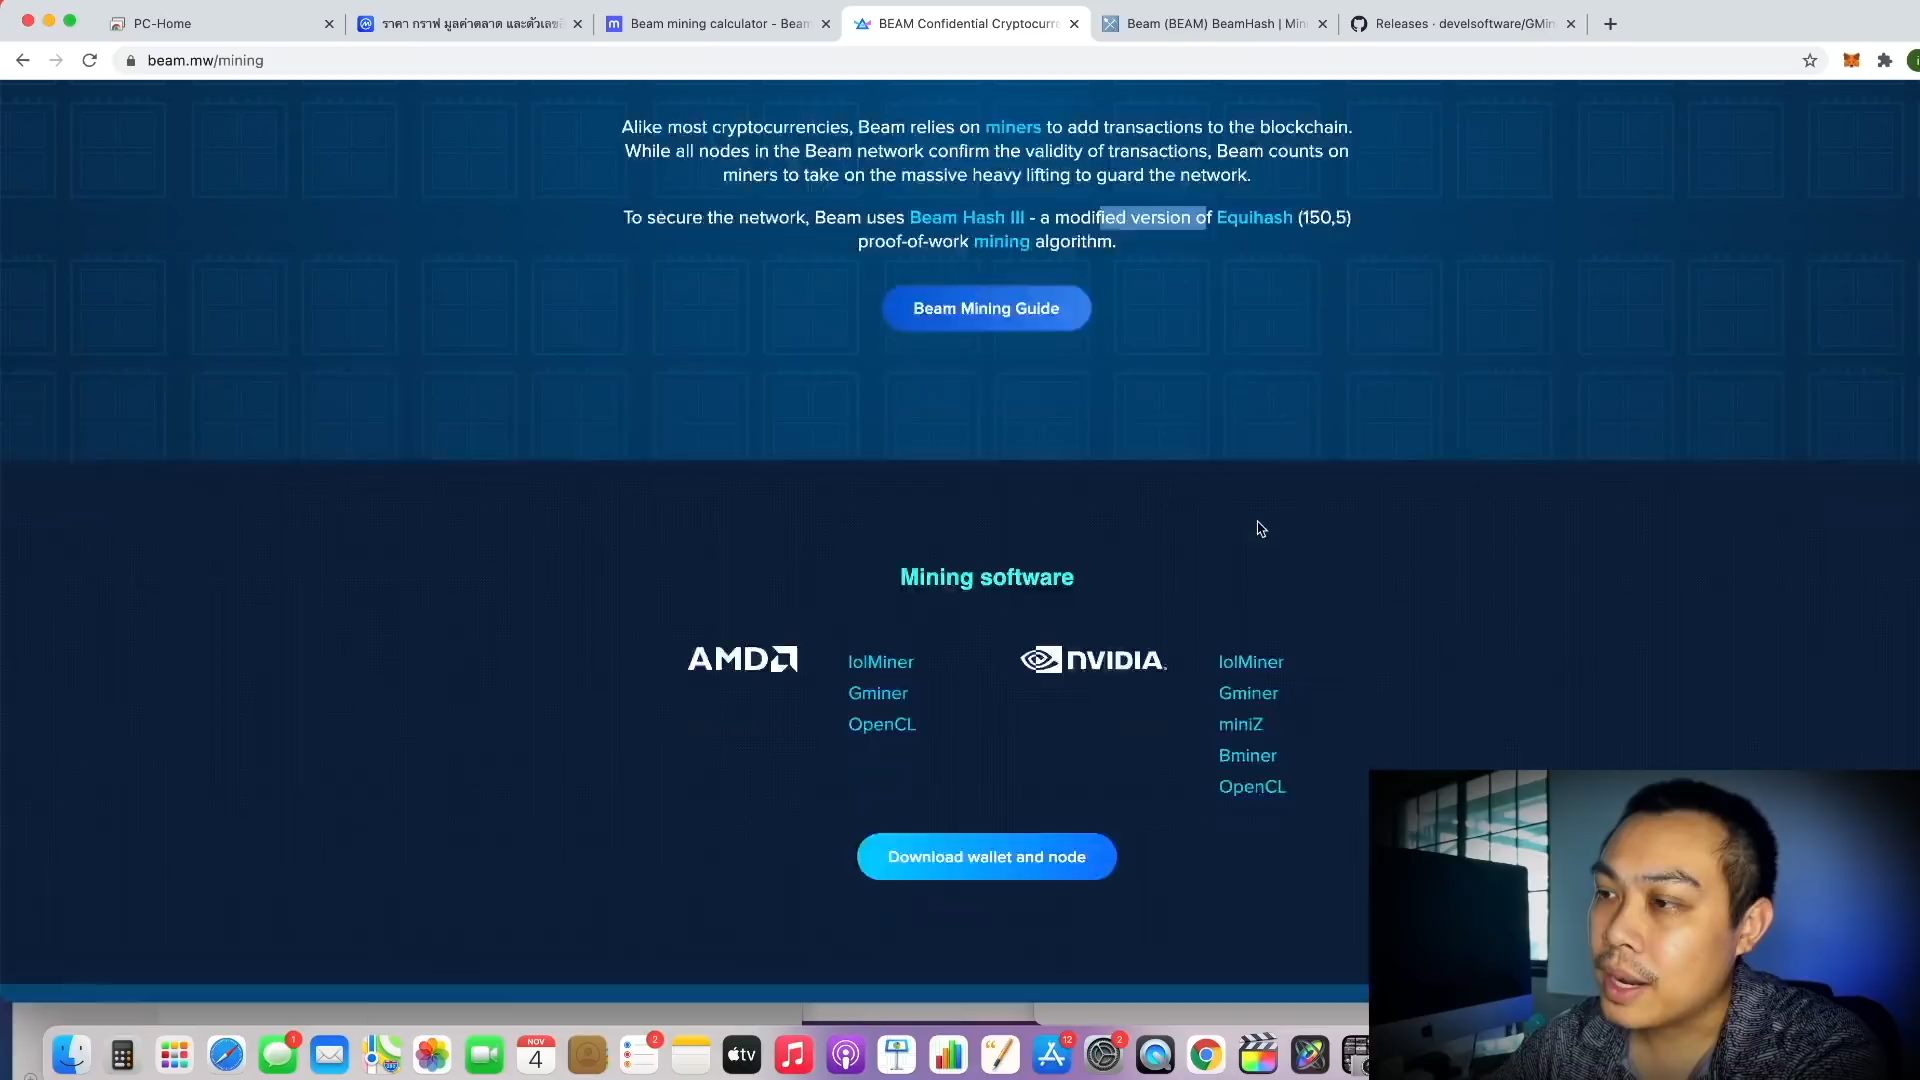 PC-Home
ราคา กราฟ มูลค่าตลาด และตัวเลข
Beam mining calculator - Beam
BEAM Confidential Cryptocurre
Beam (BEAM) BeamHash | Min
Releases · develsoftware/GMin
beam.mw/mining
Alike most cryptocurrencies, Beam relies on miners to add transactions to the blockchain.
While all nodes in the Beam network confirm the validity of transactions, Beam counts on
miners to take on the massive heavy lifting to guard the network.
To secure the network, Beam uses Beam Hash III - a modified version of Equihash (150,5)
proof-of-work mining algorithm.
Beam Mining Guide
Mining software
AMD
lolMiner
Gminer
OpenCL
NVIDIA.
lolMiner
Gminer
miniZ
Bminer
OpenCL
Download wallet and node
1
NOV
4
2
tv
12
2